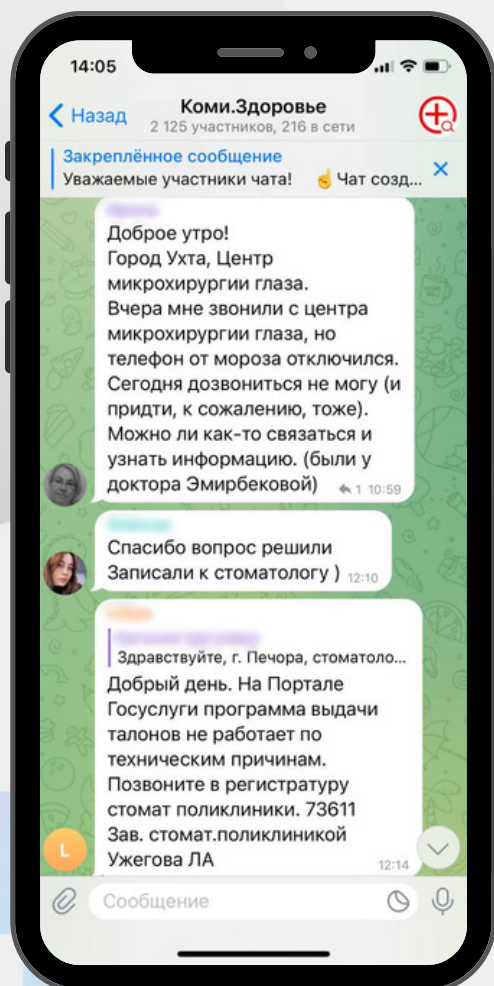 14:05
Назад
Коми.Здоровье
2 125 участников, 216 в сети
Закреплённое сообщение
Уважаемые участники чата! ☝ Чат созд...
Доброе утро!
Город Ухта, Центр
микрохирургии глаза.
Вчера мне звонили с центра
микрохирургии глаза, но
телефон от мороза отключился.
Сегодня дозвониться не могу (и
придти, к сожалению, тоже).
Можно ли как-то связаться и
узнать информацию. (были у
доктора Эмирбековой) 1 10:59
Спасибо вопрос решили
Записали к стоматологу ) 12:10
Здравствуйте, г. Печора, стоматоло...
Добрый день. На Портале
Госуслуги программа выдачи
талонов не работает по
техническим причинам.
Позвоните в регистратуру
стомат поликлиники. 73611
Зав. стомат.поликлиникой
Ужегова ЛА 12:14
L
Сообщение